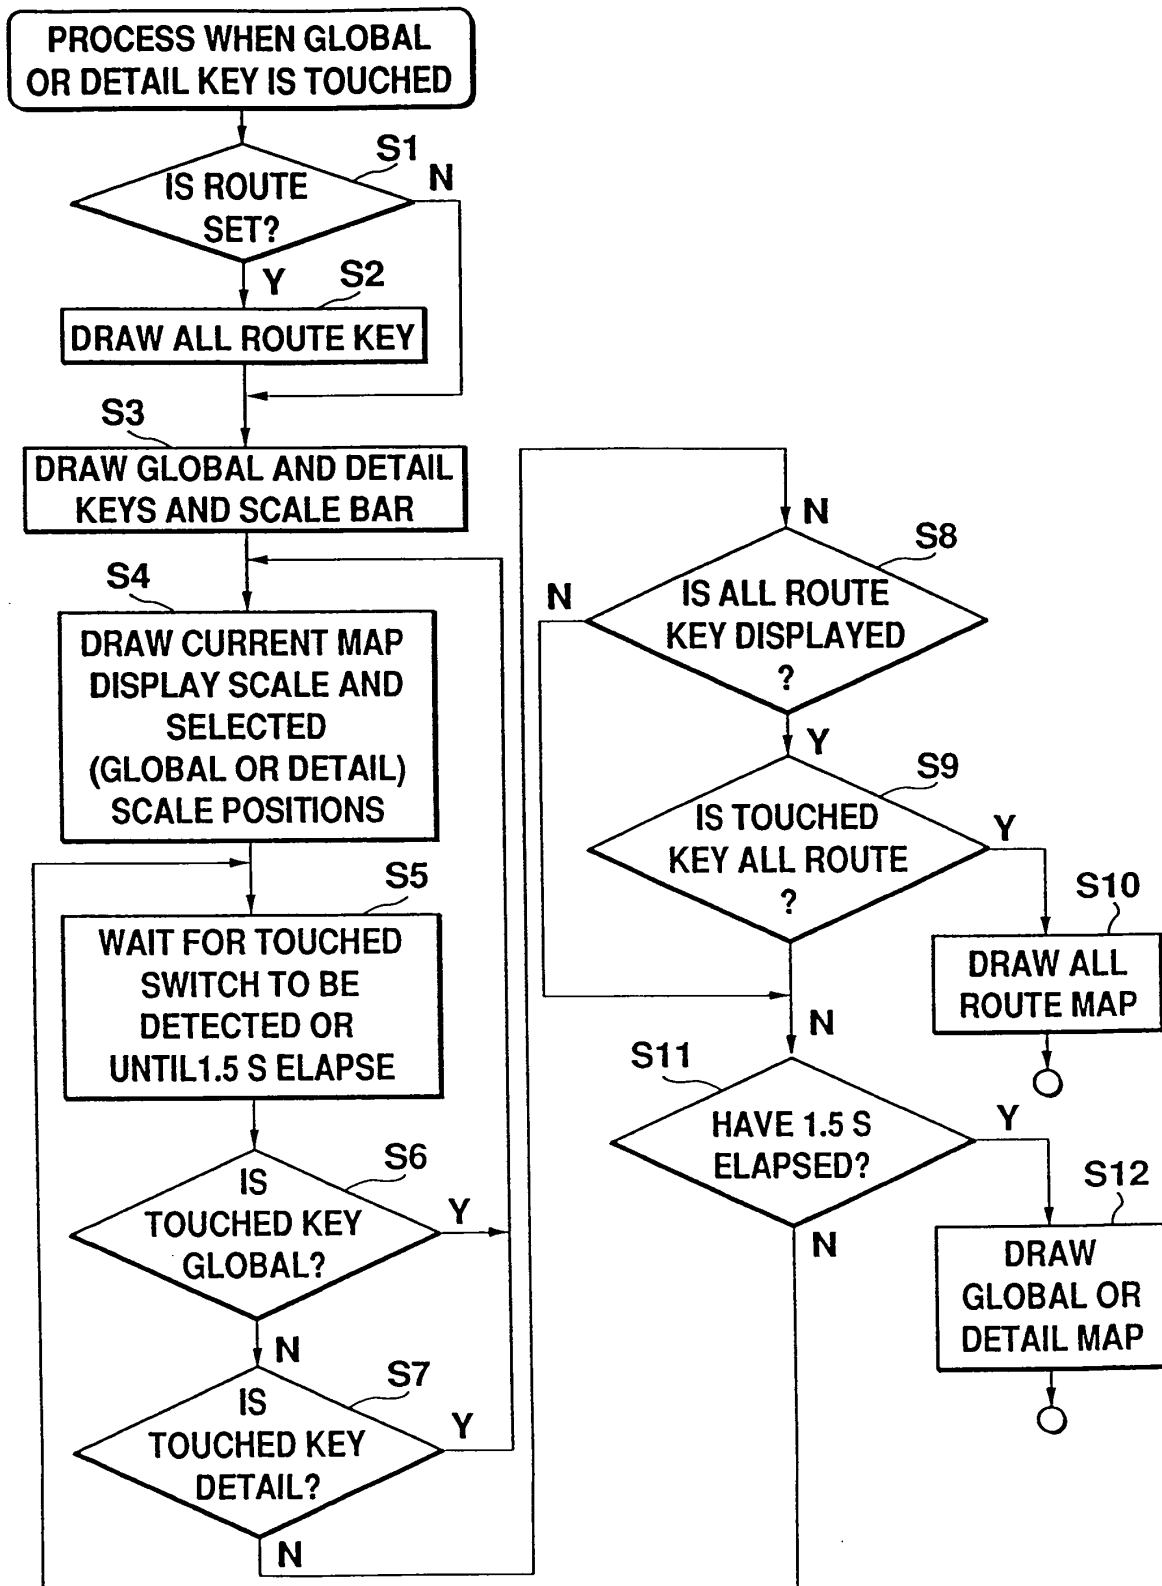 PROCESS WHEN GLOBAL
OR DETAIL KEY IS TOUCHED
S1
IS ROUTE
SET?
N
Y
S2
DRAW ALL ROUTE KEY
S3
DRAW GLOBAL AND DETAIL
KEYS AND SCALE BAR
S4
DRAW CURRENT MAP
DISPLAY SCALE AND
SELECTED
(GLOBAL OR DETAIL)
SCALE POSITIONS
S5
WAIT FOR TOUCHED
SWITCH TO BE
DETECTED OR
UNTIL1.5 S ELAPSE
S6
IS
TOUCHED KEY
GLOBAL?
Y
N
S7
IS
TOUCHED KEY
DETAIL?
Y
N
N
S8
IS ALL ROUTE
KEY DISPLAYED
?
N
Y
S9
IS TOUCHED
KEY ALL ROUTE
?
Y
S10
DRAW ALL
ROUTE MAP
N
S11
HAVE 1.5 S
ELAPSED?
Y
N
S12
DRAW
GLOBAL OR
DETAIL MAP